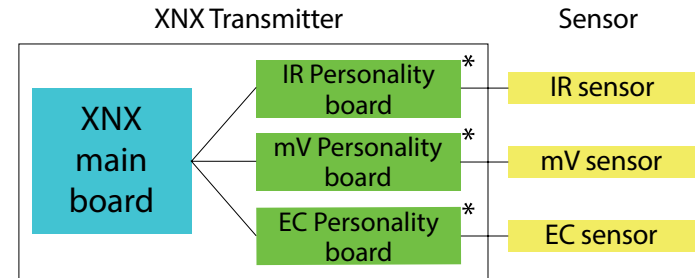 XNX Transmitter
Sensor
XNX
main
board
IR Personality
board
*
IR sensor
mV Personality
board
*
mV sensor
EC Personality
board
*
EC sensor